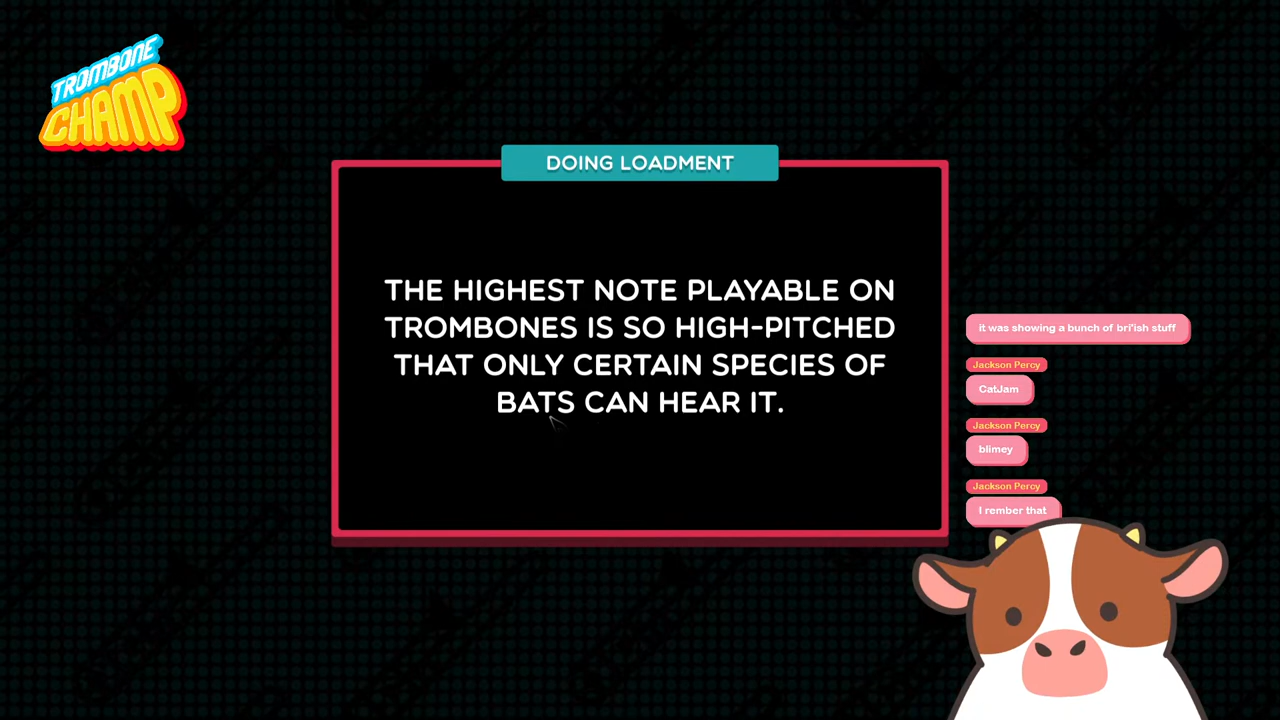 TROMBONE
CHAMP
DOING LOADMENT
THE HIGHEST NOTE PLAYABLE ON
TROMBONES IS SO HIGH-PITCHED
THAT ONLY CERTAIN SPECIES OF
BATS CAN HEAR IT.
it was showing a bunch of bri'ish stuff
Jackson Percy
CatJam
Jackson Percy
blimey
Jackson Percy
I rember that